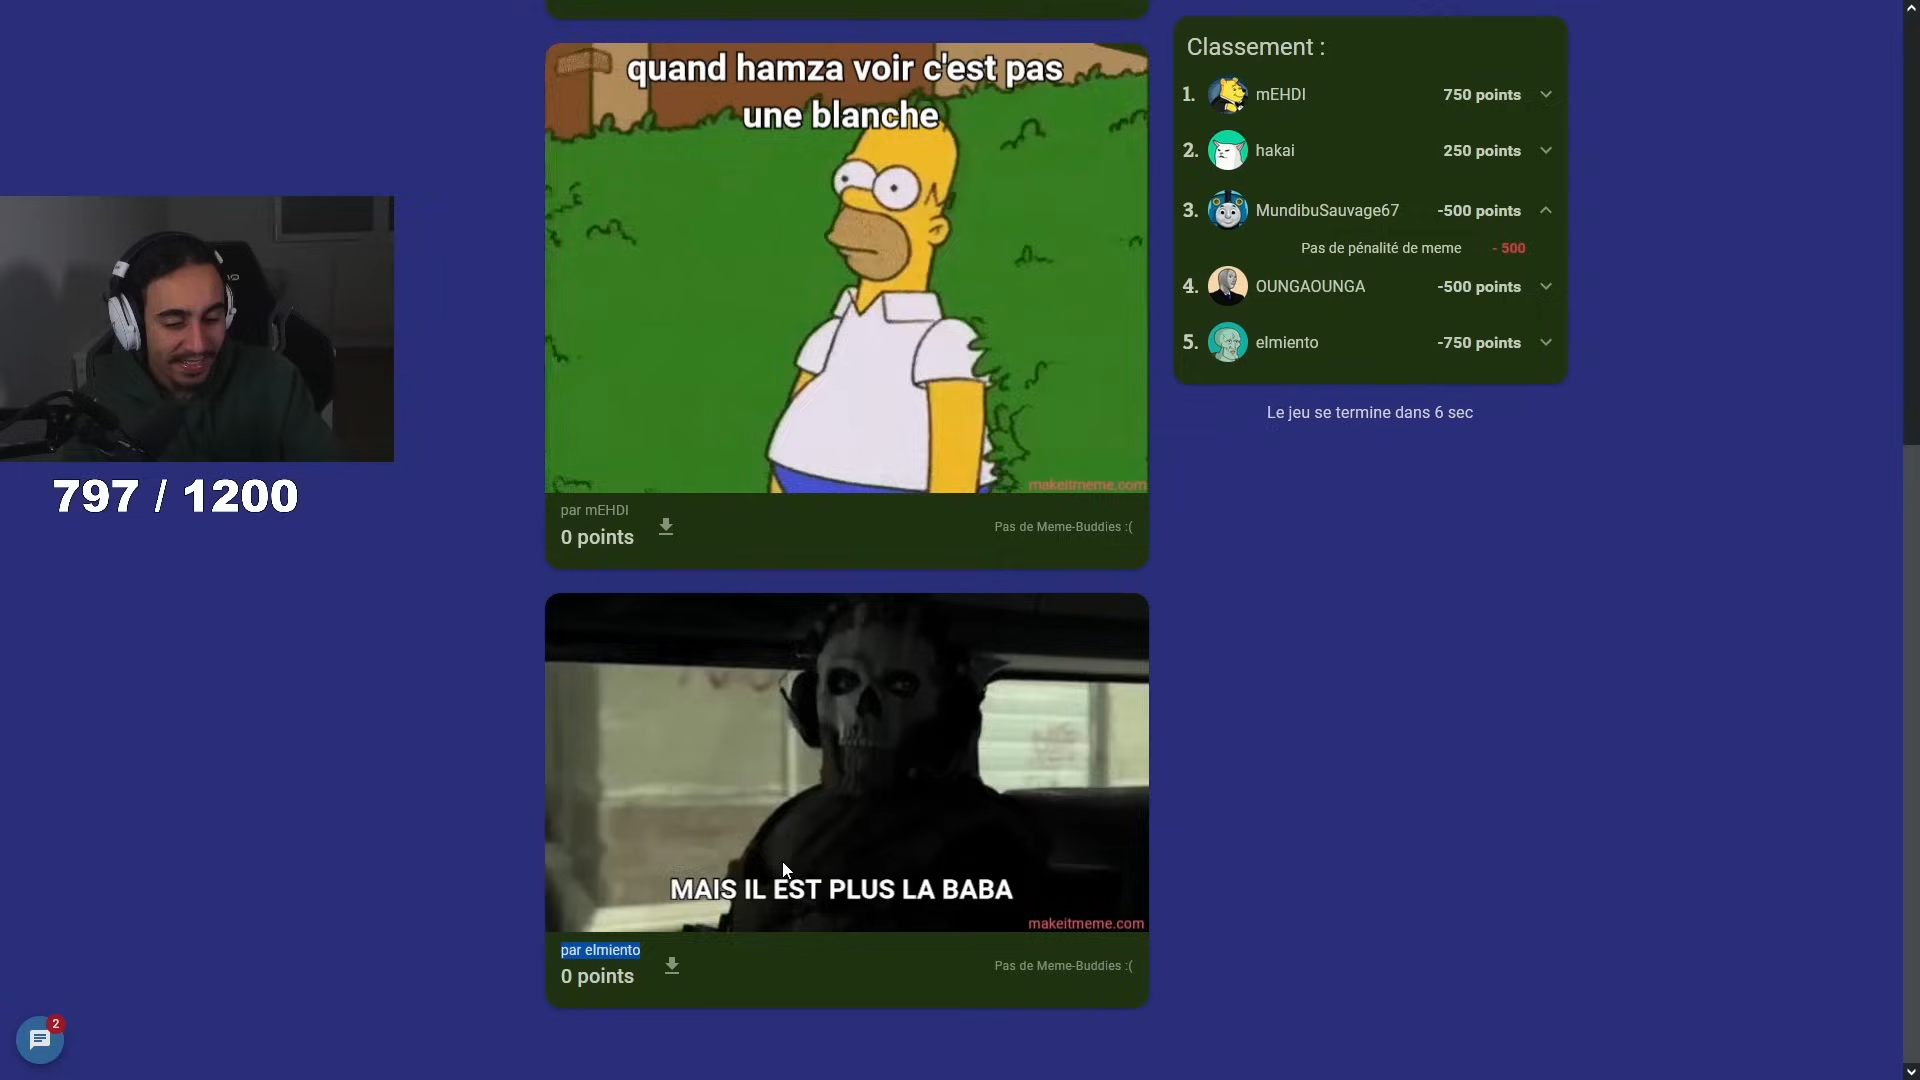 quand hamza voir c'est pas
une blanche
makeitmeme.com
par mEHDI
0 points
Pas de Meme-Buddies :(
MAIS IL EST PLUS LA BABA
makeitmeme.com
par elmiento
0 points
Pas de Meme-Buddies :(
Classement :
1. mEHDI 750 points
2. hakai 250 points
3. MundibuSauvage67 -500 points
Pas de pénalité de meme - 500
4. OUNGAOUNGA -500 points
5. elmiento -750 points
Le jeu se termine dans 6 sec
797 / 1200
2